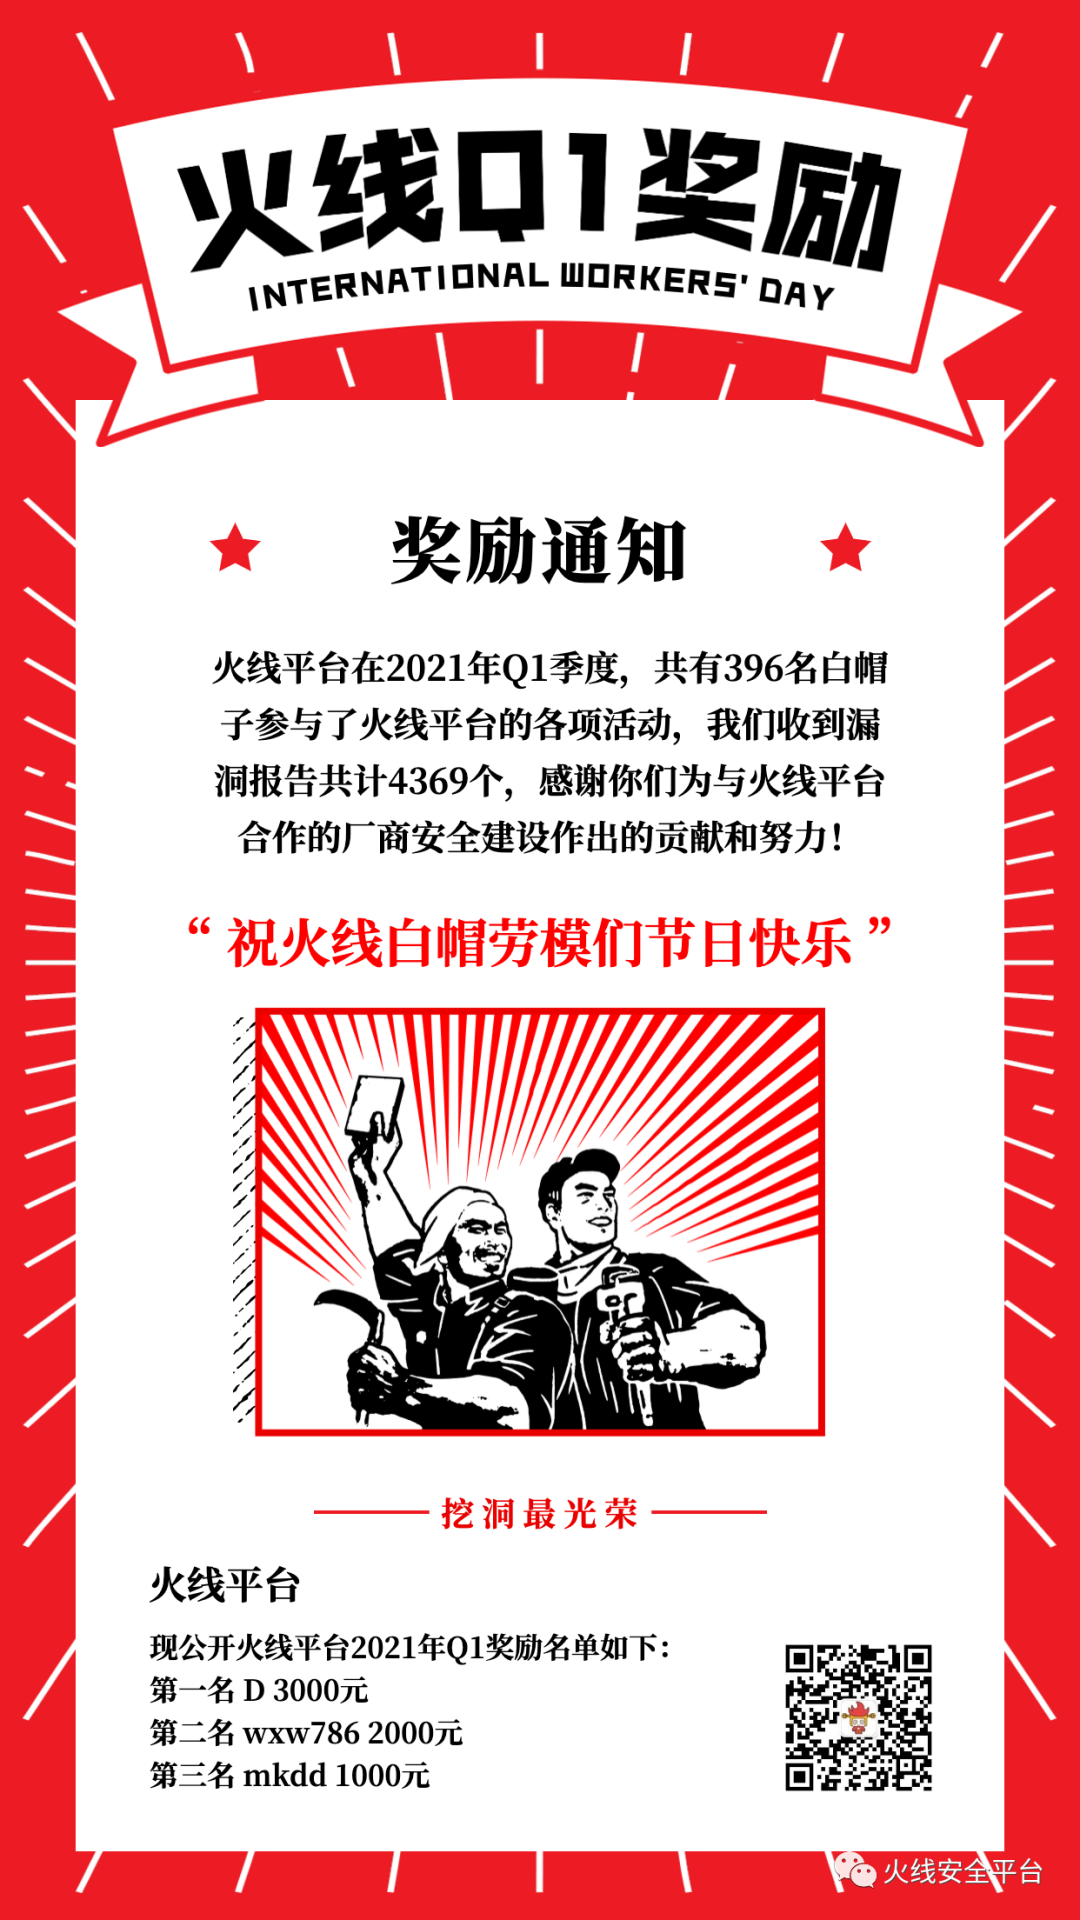 火线Q1奖励
INTERNATIONAL WORKERS' DAY
奖励通知
火线平台在2021年Q1季度，共有396名白帽
子参与了火线平台的各项活动，我们收到漏
洞报告共计4369个，感谢你们为与火线平台
合作的厂商安全建设作出的贡献和努力！
“祝火线白帽劳模们节日快乐”
挖洞最光荣
火线平台
现公开火线平台2021年Q1奖励名单如下：
第一名 D 3000元
第二名 wxw786 2000元
第三名 mkdd 1000元
火线安全平台